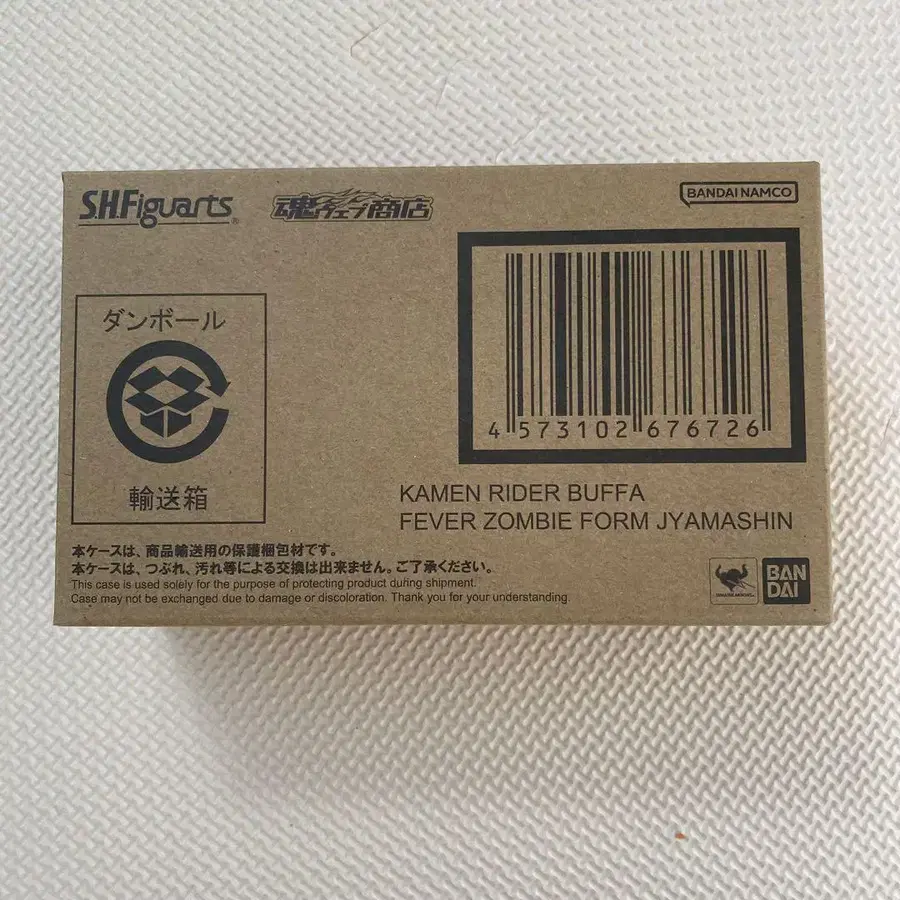 S.H.Figuarts®
魂ウェブ商店
BANDAI NAMCO
ダンボール
輸送箱
4 573102 676726
KAMEN RIDER BUFFA
FEVER ZOMBIE FORM JYAMASHIN
本ケースは、商品輸送用の保護梱包材です。
本ケースは、つぶれ、汚れ等による交換は出来ません。ご了承ください。
This case is used solely for the purpose of protecting product during shipment.
Case may not be exchanged due to damage or discoloration. Thank you for your understanding.
BAN
DAI